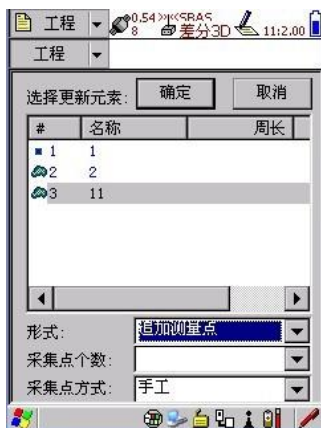 工程 0.54 SBAS
8 差分3D 11:2.00
工程
选择更新元素: 确定 取消
# 名称 周长
1 1
2 2
3 11
形式: 追加测量点
采集点个数:
采集点方式: 手工